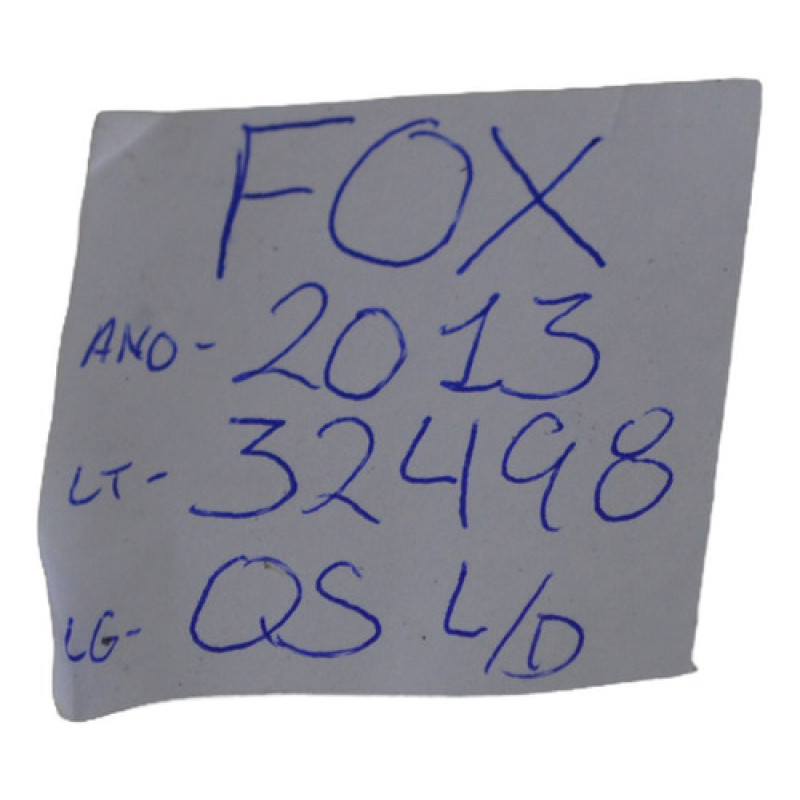 FOX
ANO- 2013
LT- 32498
LG- QS L/D